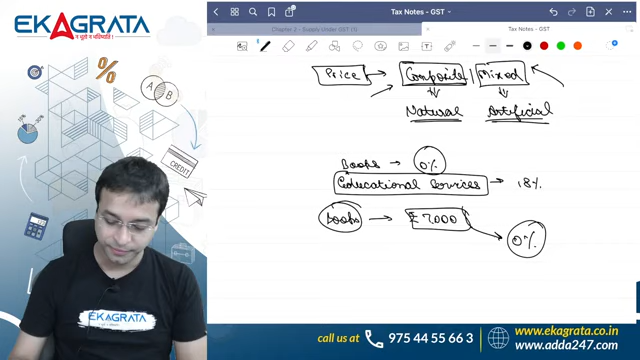 EKAGRATA
Tax Notes - GST
Chapter 2 - Supply Under GST (1)
Tax Notes - GST
Price → Composite / Mixed
Natural Artificial
Books → 0%
Educational Services → 18%
Books → ₹ 7,000
0%
%
A B
CREDIT
EKAGRATA
call us at 975 44 55 66 3
www.ekagrata.co.in
www.adda247.com